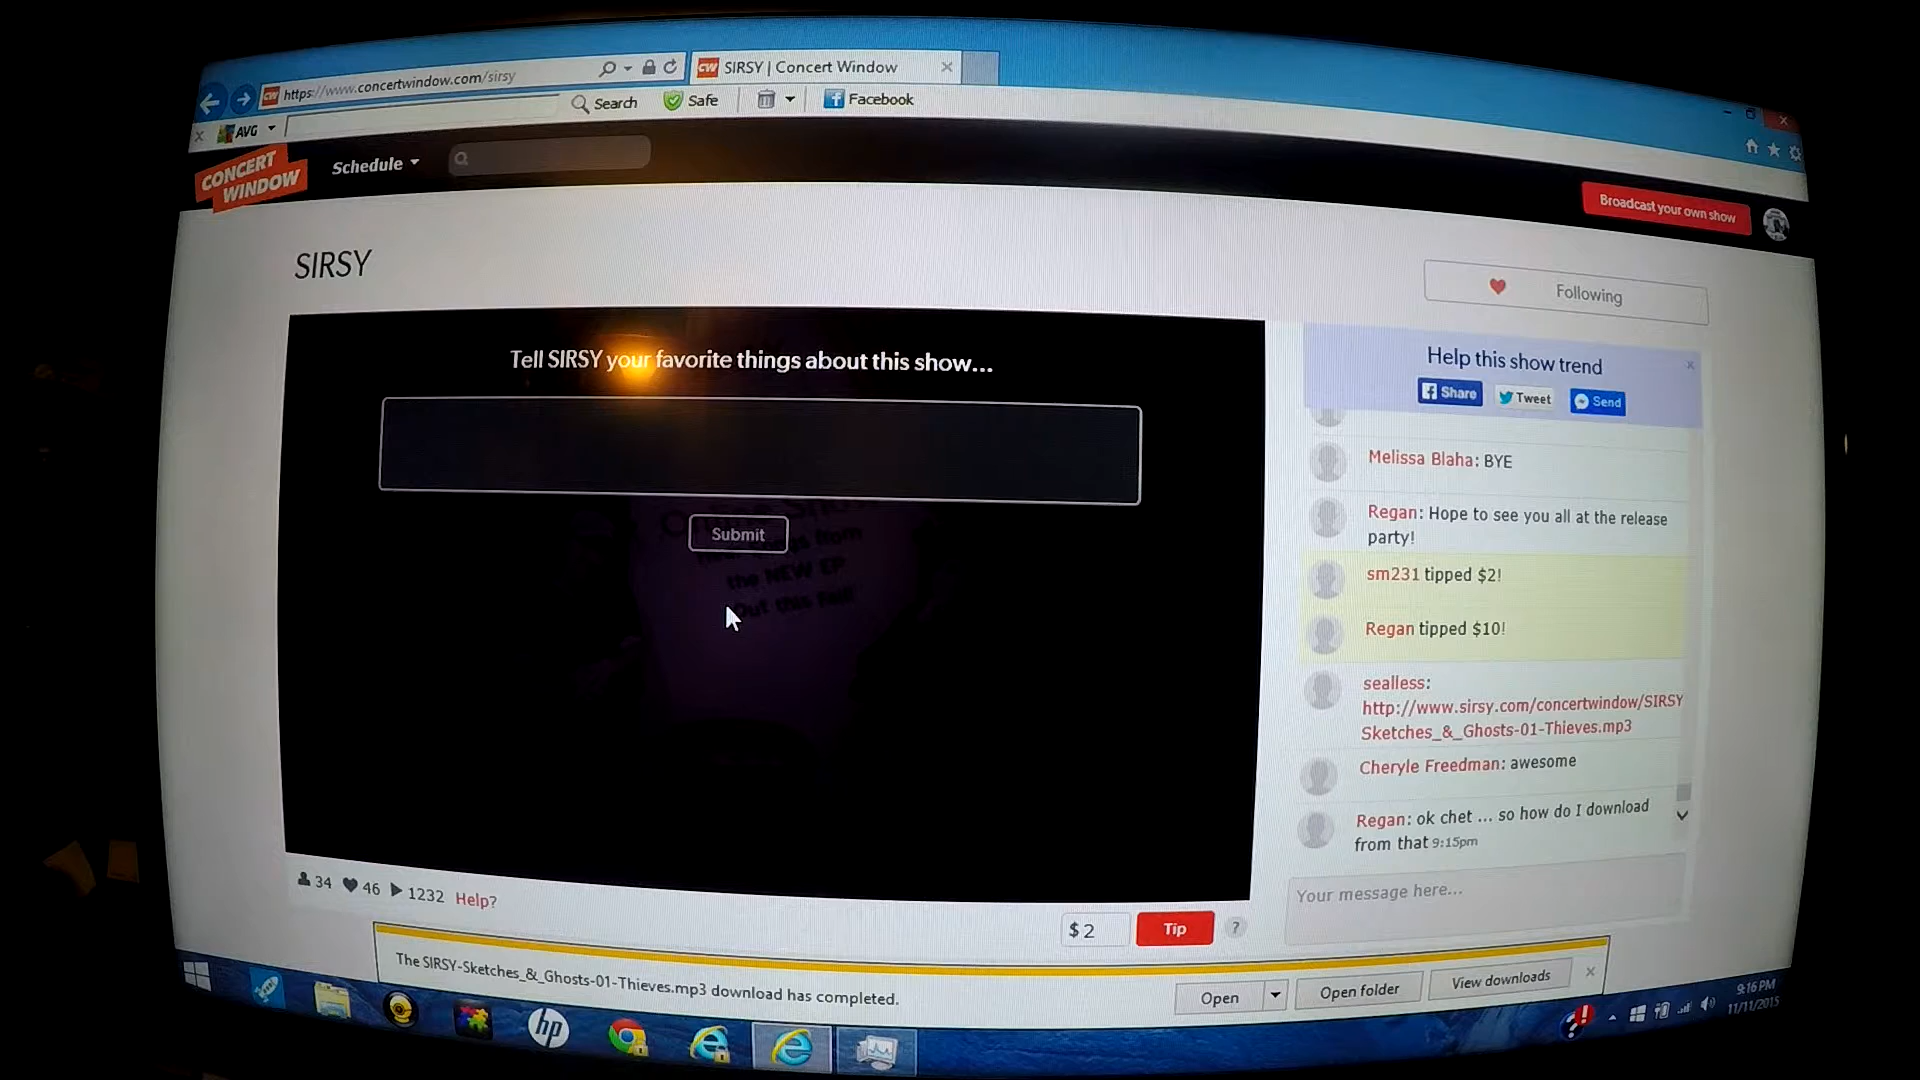 https://www.concertwindow.com/sirsy
SIRSY | Concert Window
AVG
Search
Safe
Facebook
CONCERT
WINDOW
Schedule
Broadcast your own show
SIRSY
Following
Tell SIRSY your favorite things about this show...
Submit
from
the NEW EP
Help this show trend
Share
Tweet
Send
Melissa Blaha: BYE
Regan: Hope to see you all at the release
party!
sm231 tipped $2!
Regan tipped $10!
sealless:
http://www.sirsy.com/concertwindow/SIRSY
Sketches_&_Ghosts-01-Thieves.mp3
Cheryle Freedman: awesome
Regan: ok chet ... so how do I download
from that 9:15pm
Your message here...
34 46 1232 Help?
$ 2
Tip
?
The SIRSY-Sketches_&_Ghosts-01-Thieves.mp3 download has completed.
Open
Open folder
View downloads
hp
9:16 PM
11/11/2015